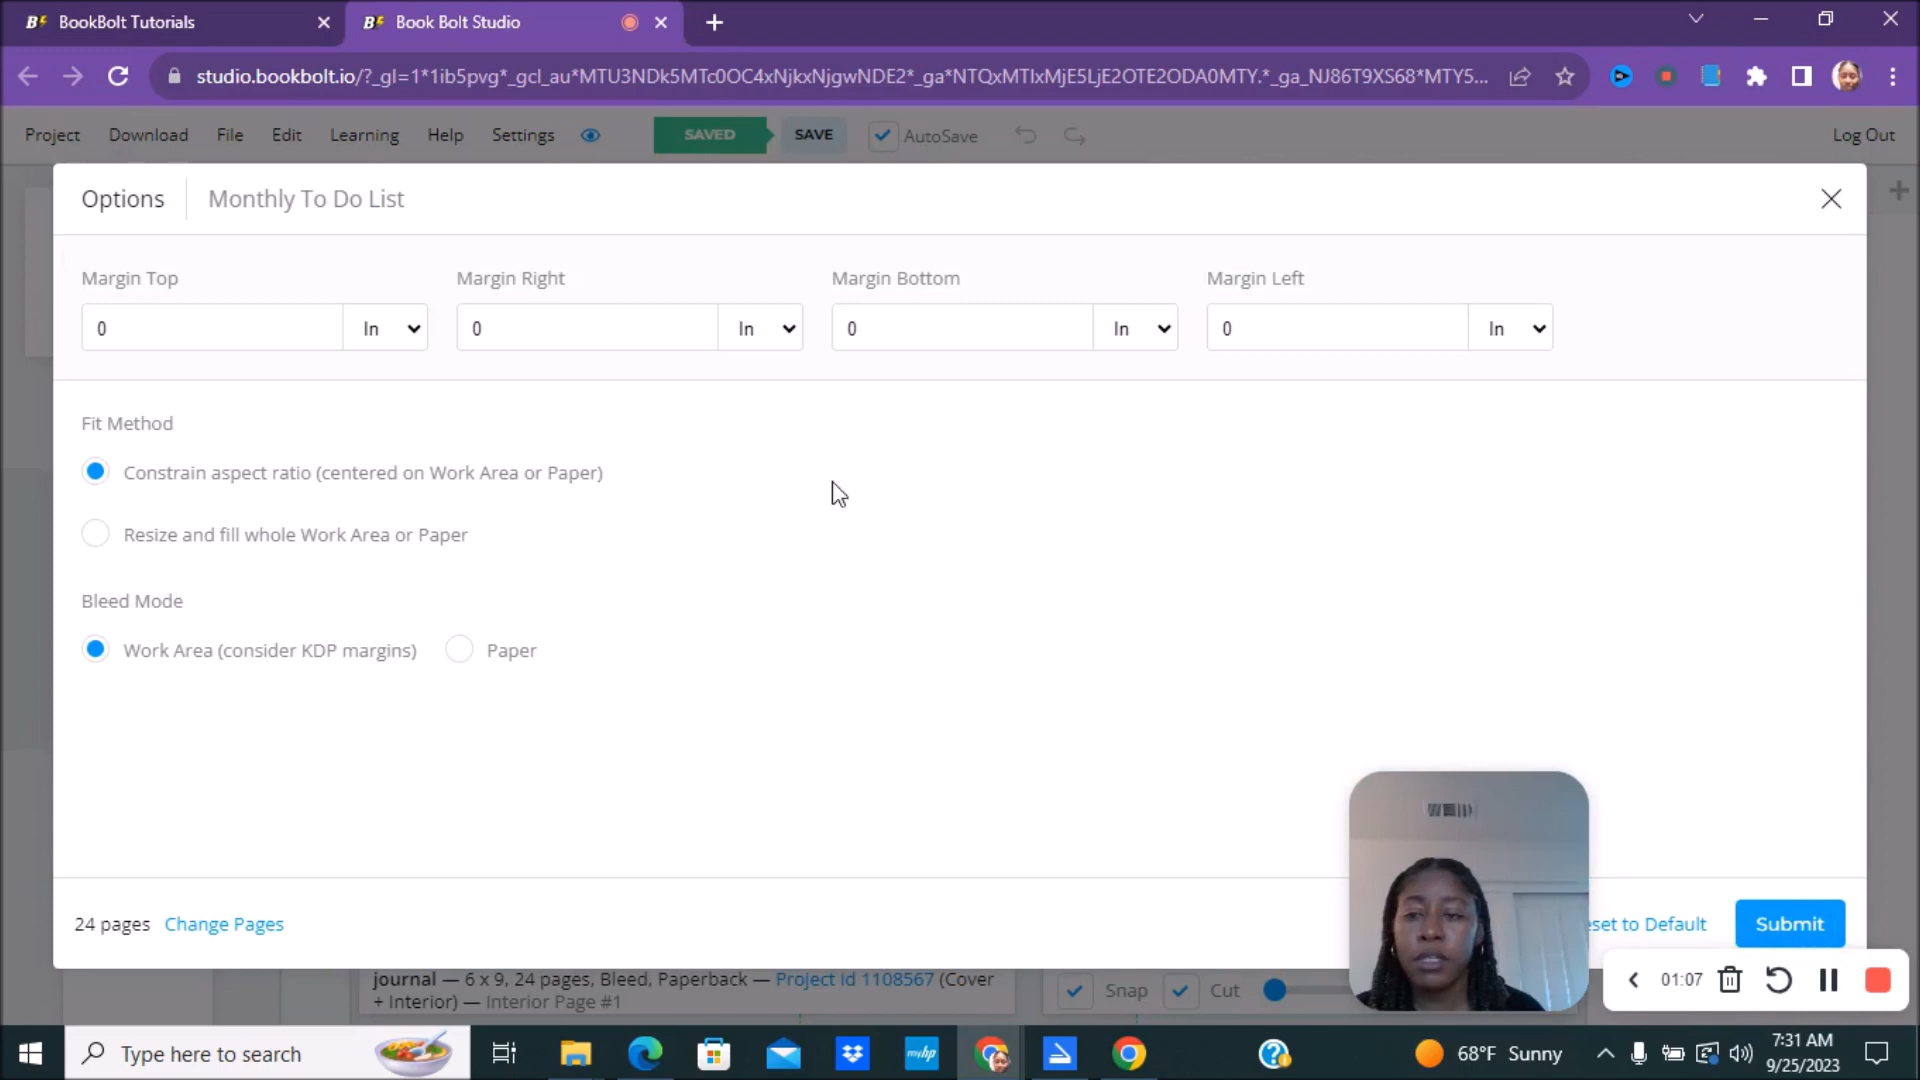 BookBolt Tutorials
Book Bolt Studio
studio.bookbolt.io/?_gl=1*1ib5pvg*_gcl_au*MTU3NDk5MTc0OC4xNjkxNjgwNDE2*_ga*NTQxMTIxMjE5LjE2OTE2ODA0MTY.*_ga_NJ86T9XS68*MTY5...
Project Download File Edit Learning Help Settings SAVED SAVE AutoSave Log Out
Options Monthly To Do List
Margin Top Margin Right Margin Bottom Margin Left
0 In 0 In 0 In 0 In
Fit Method
Constrain aspect ratio (centered on Work Area or Paper)
Resize and fill whole Work Area or Paper
Bleed Mode
Work Area (consider KDP margins) Paper
24 pages Change Pages eset to Default Submit
journal — 6 x 9, 24 pages, Bleed, Paperback — Project Id 1108567 (Cover
+ Interior) — Interior Page #1
Snap Cut
01:07
Type here to search
myhp
68°F Sunny
7:31 AM
9/25/2023